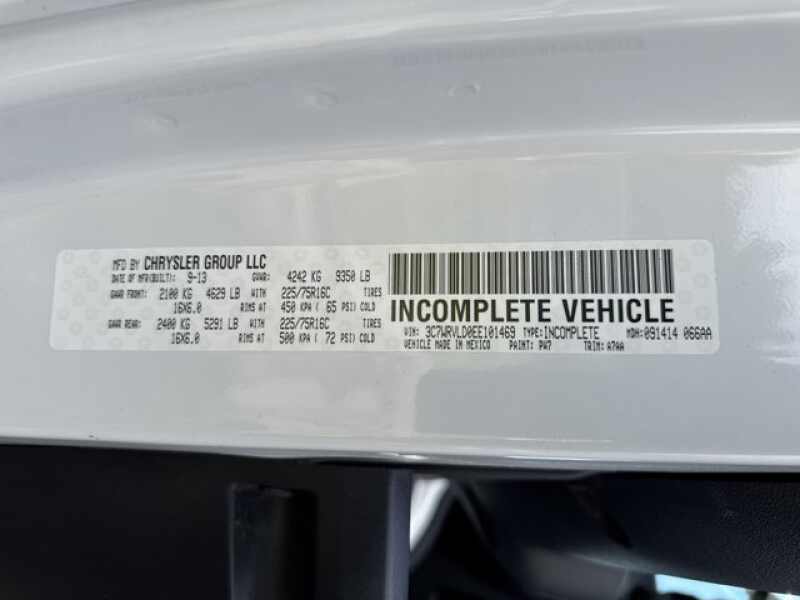 MFD BY CHRYSLER GROUP LLC
DATE OF MFR(BUILT): 9-13 GVWR: 4242 KG 9350 LB
GAWR FRONT: 2100 KG 4629 LB WITH 225/75R16C TIRES
16X6.0 RIMS AT 450 KPA ( 65 PSI) COLD
GAWR REAR: 2400 KG 5291 LB WITH 225/75R16C TIRES
16X6.0 RIMS AT 500 KPA ( 72 PSI) COLD
INCOMPLETE VEHICLE
VIN: 3C7WRVLD0EE101469 TYPE: INCOMPLETE MDH: 091414 066AA
VEHICLE MADE IN MEXICO PAINT: PW7 TRIM: A7AA